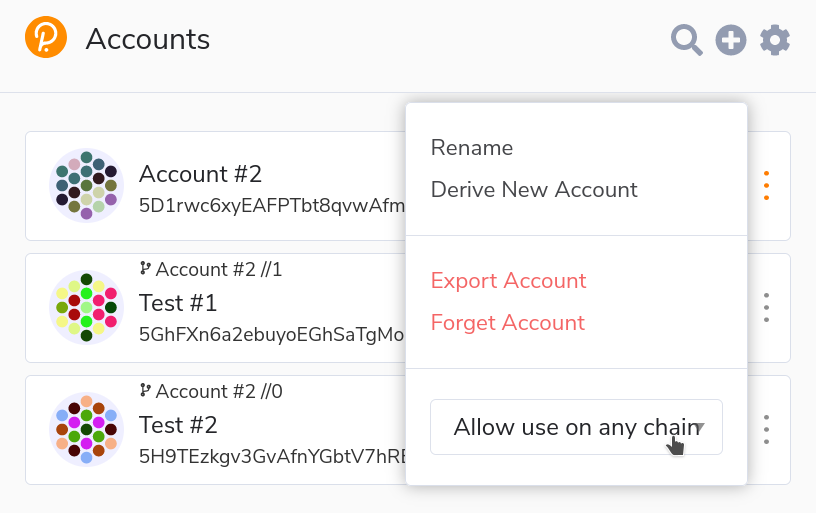 Accounts
Account #2
5D1rwc6xyEAFPTbt8qvwAfm
Account #2 //1
Test #1
5GhFXn6a2ebuyoEGhSaTgMo
Account #2 //0
Test #2
5H9TEzkgv3GvAfnYGbtV7hRE
Rename
Derive New Account
Export Account
Forget Account
Allow use on any chain